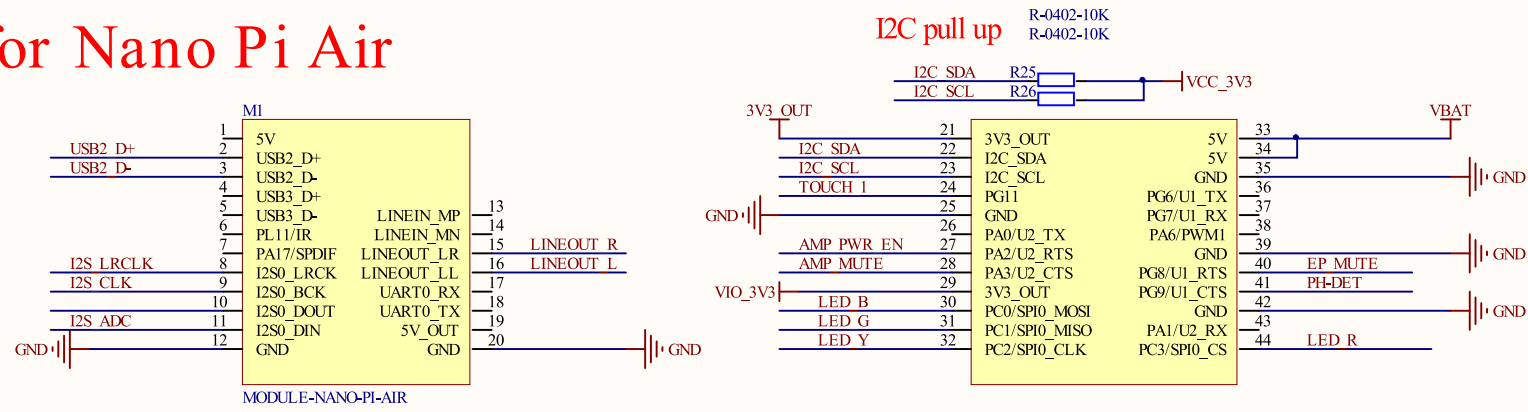 for Nano Pi Air
I2C pull up
R-0402-10K
R-0402-10K
I2C_SDA R25
I2C_SCL R26
VCC_3V3
M1
1 5V
USB2_D+ 2 USB2_D+
USB2_D- 3 USB2_D-
4 USB3_D+
5 USB3_D-
6 PL11/IR
7 PA17/SPDIF
I2S_LRCLK 8 I2S0_LRCK
I2S_CLK 9 I2S0_BCK
10 I2S0_DOUT
I2S_ADC 11 I2S0_DIN
GND 12 GND
LINEIN_MP 13
LINEIN_MN 14
LINEOUT_LR 15 LINEOUT_R
LINEOUT_LL 16 LINEOUT_L
UART0_RX 17
UART0_TX 18
5V_OUT 19
GND 20 GND
MODULE-NANO-PI-AIR
3V3_OUT 21 3V3_OUT
I2C_SDA 22 I2C_SDA
I2C_SCL 23 I2C_SCL
TOUCH_1 24 PG11
GND 25 GND
26 PA0/U2_TX
AMP_PWR_EN 27 PA2/U2_RTS
AMP_MUTE 28 PA3/U2_CTS
VIO_3V3 29 3V3_OUT
LED_B 30 PC0/SPI0_MOSI
LED_G 31 PC1/SPI0_MISO
LED_Y 32 PC2/SPI0_CLK
VBAT
5V 33
5V 34
GND 35 GND
PG6/U1_TX 36
PG7/U1_RX 37
PA6/PWM1 38
GND 39 GND
PG8/U1_RTS 40 EP_MUTE
PG9/U1_CTS 41 PH-DET
GND 42 GND
PA1/U2_RX 43
PC3/SPI0_CS 44 LED_R